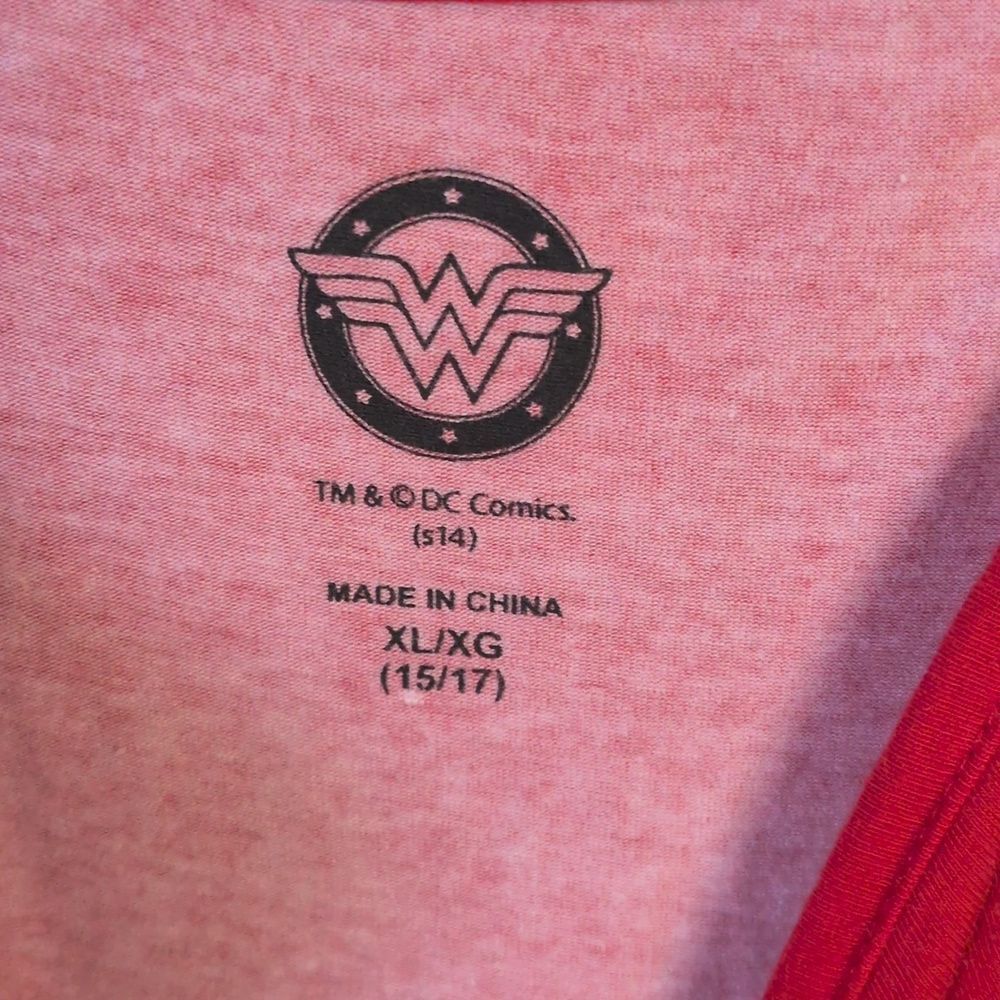 TM & © DC Comics.
(s14)
MADE IN CHINA
XL/XG
(15/17)